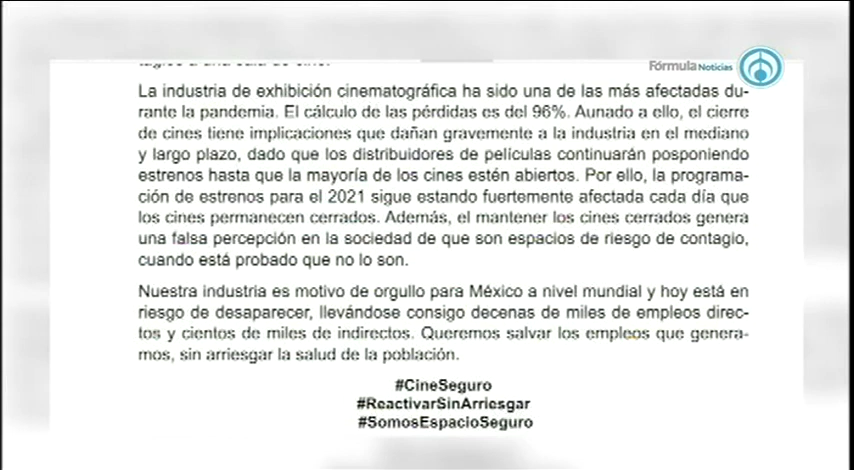 Fórmula Noticias
La industria de exhibición cinematográfica ha sido una de las más afectadas du-
rante la pandemia. El cálculo de las pérdidas es del 96%. Aunado a ello, el cierre
de cines tiene implicaciones que dañan gravemente a la industria en el mediano
y largo plazo, dado que los distribuidores de películas continuarán posponiendo
estrenos hasta que la mayoría de los cines estén abiertos. Por ello, la programa-
ción de estrenos para el 2021 sigue estando fuertemente afectada cada día que
los cines permanecen cerrados. Además, el mantener los cines cerrados genera
una falsa percepción en la sociedad de que son espacios de riesgo de contagio,
cuando está probado que no lo son.
Nuestra industria es motivo de orgullo para México a nivel mundial y hoy está en
riesgo de desaparecer, llevándose consigo decenas de miles de empleos direc-
tos y cientos de miles de indirectos. Queremos salvar los empleos que genera-
mos, sin arriesgar la salud de la población.
#CineSeguro
#ReactivarSinArriesgar
#SomosEspacioSeguro